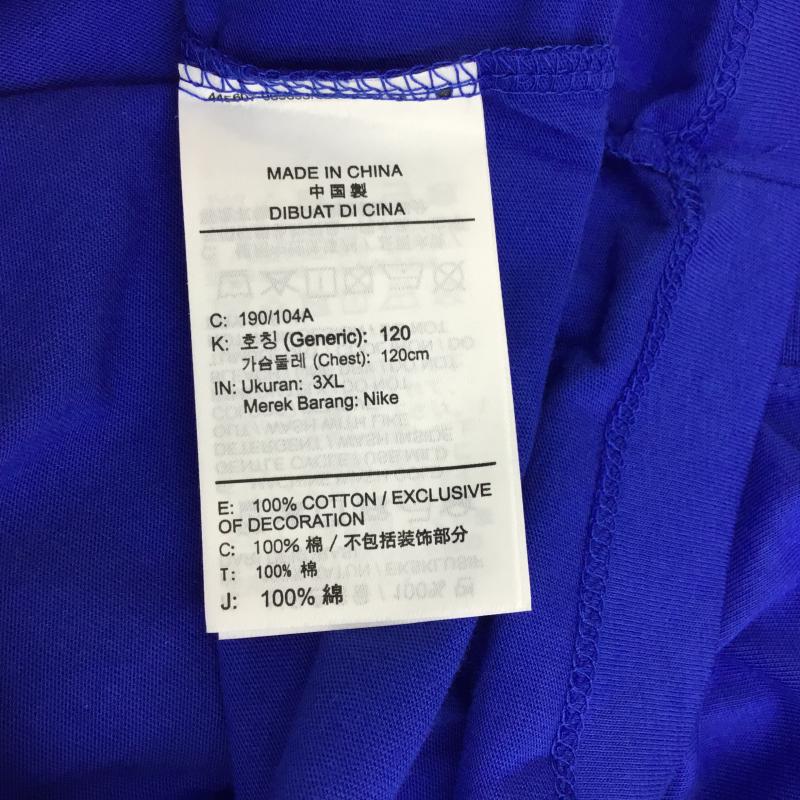 MADE IN CHINA
中国製
DIBUAT DI CINA
C: 190/104A
K: 호칭 (Generic): 120
가슴둘레 (Chest): 120cm
IN: Ukuran: 3XL
Merek Barang: Nike
E: 100% COTTON / EXCLUSIVE
OF DECORATION
C: 100% 棉 / 不包括装饰部分
T: 100% 棉
J: 100% 綿